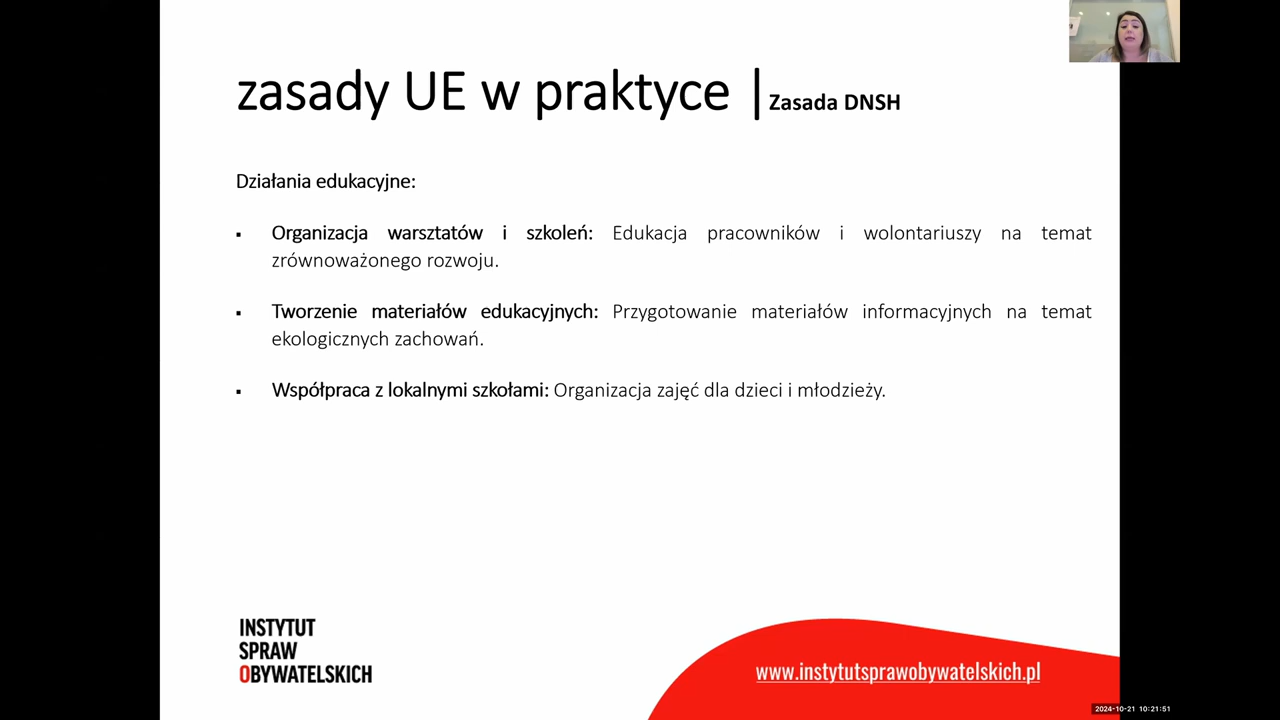 zasady UE w praktyce | Zasada DNSH
Działania edukacyjne:
▪ Organizacja warsztatów i szkoleń: Edukacja pracowników i wolontariuszy na temat
zrównoważonego rozwoju.
▪ Tworzenie materiałów edukacyjnych: Przygotowanie materiałów informacyjnych na temat
ekologicznych zachowań.
▪ Współpraca z lokalnymi szkołami: Organizacja zajęć dla dzieci i młodzieży.
INSTYTUT
SPRAW
OBYWATELSKICH
www.instytutsprawobywatelskich.pl
2024-10-21 10:21:51